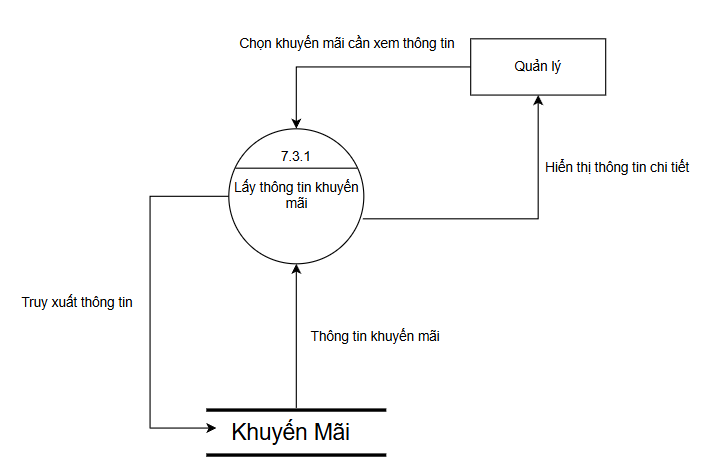 Chọn khuyến mãi cần xem thông tin
Quản lý
7.3.1
Lấy thông tin khuyến
mãi
Hiển thị thông tin chi tiết
Truy xuất thông tin
Thông tin khuyến mãi
Khuyến Mãi